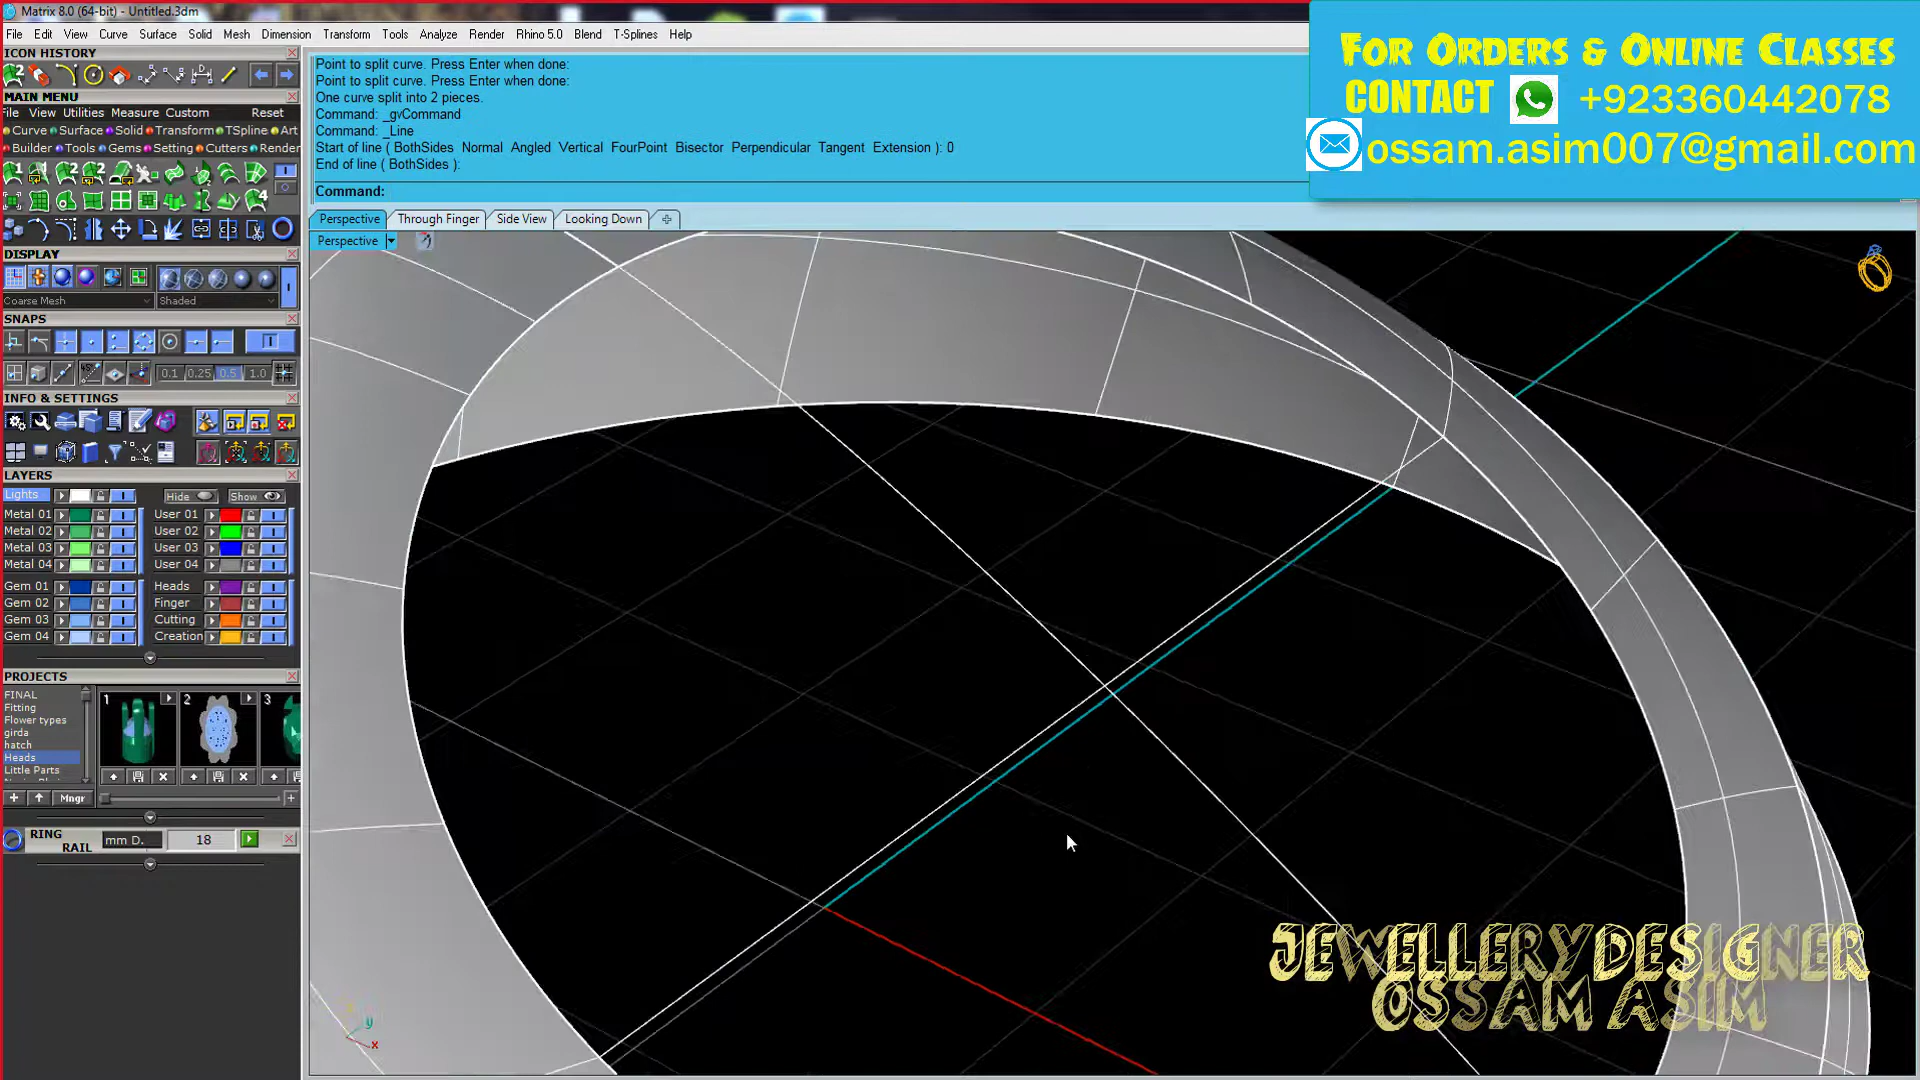 Matrix 8.0 (64-bit) - Untitled.3dm
File Edit View Curve Surface Solid Mesh Dimension Transform Tools Analyze Render Rhino 5.0 Blend T-Splines Help
FOR ORDERS & ONLINE CLASSES
CONTACT +923360442078
ossam.asim007@gmail.com
Point to split curve. Press Enter when done:
Point to split curve. Press Enter when done:
One curve split into 2 pieces.
Command: _gvCommand
Command: _Line
Start of line ( BothSides Normal Angled Vertical FourPoint Bisector Perpendicular Tangent Extension ): 0
End of line ( BothSides ):
Command:
Perspective Through Finger Side View Looking Down
Perspective
ICON HISTORY
MAIN MENU
File View Utilities Measure Custom Reset
Curve Surface Solid Transform TSpline Art
Builder Tools Gems Setting Cutters Render
DISPLAY
Coarse Mesh Shaded
SNAPS
0.1 0.25 0.5 1.0
INFO & SETTINGS
LAYERS
Lights Hide Show
Metal 01 User 01
Metal 02 User 02
Metal 03 User 03
Metal 04 User 04
Gem 01 Heads
Gem 02 Finger
Gem 03 Cutting
Gem 04 Creation
PROJECTS
FINAL
Fitting
Flower types
girda
hatch
Heads
Little Parts
1 2 3
Mngr
RING RAIL mm D. 18
y
x
JEWELLERY DESIGNER
OSSAM ASIM